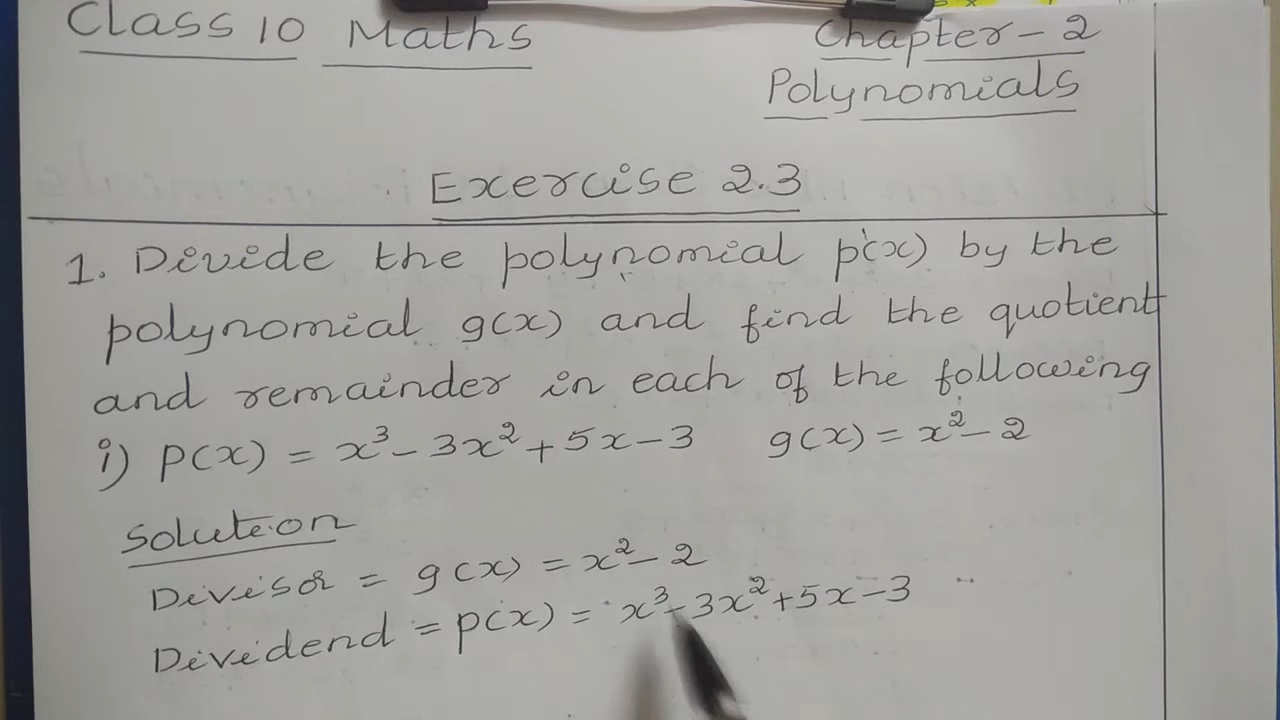 Class 10 Maths
Chapter - 2
Polynomials
Exercise 2.3
1. Divide the polynomial p(x) by the
polynomial g(x) and find the quotient
and remainder in each of the following
i) p(x) = x³ - 3x² + 5x - 3 g(x) = x² - 2
Solution
Divisor = g(x) = x² - 2
Dividend = p(x) = x³ - 3x² + 5x - 3